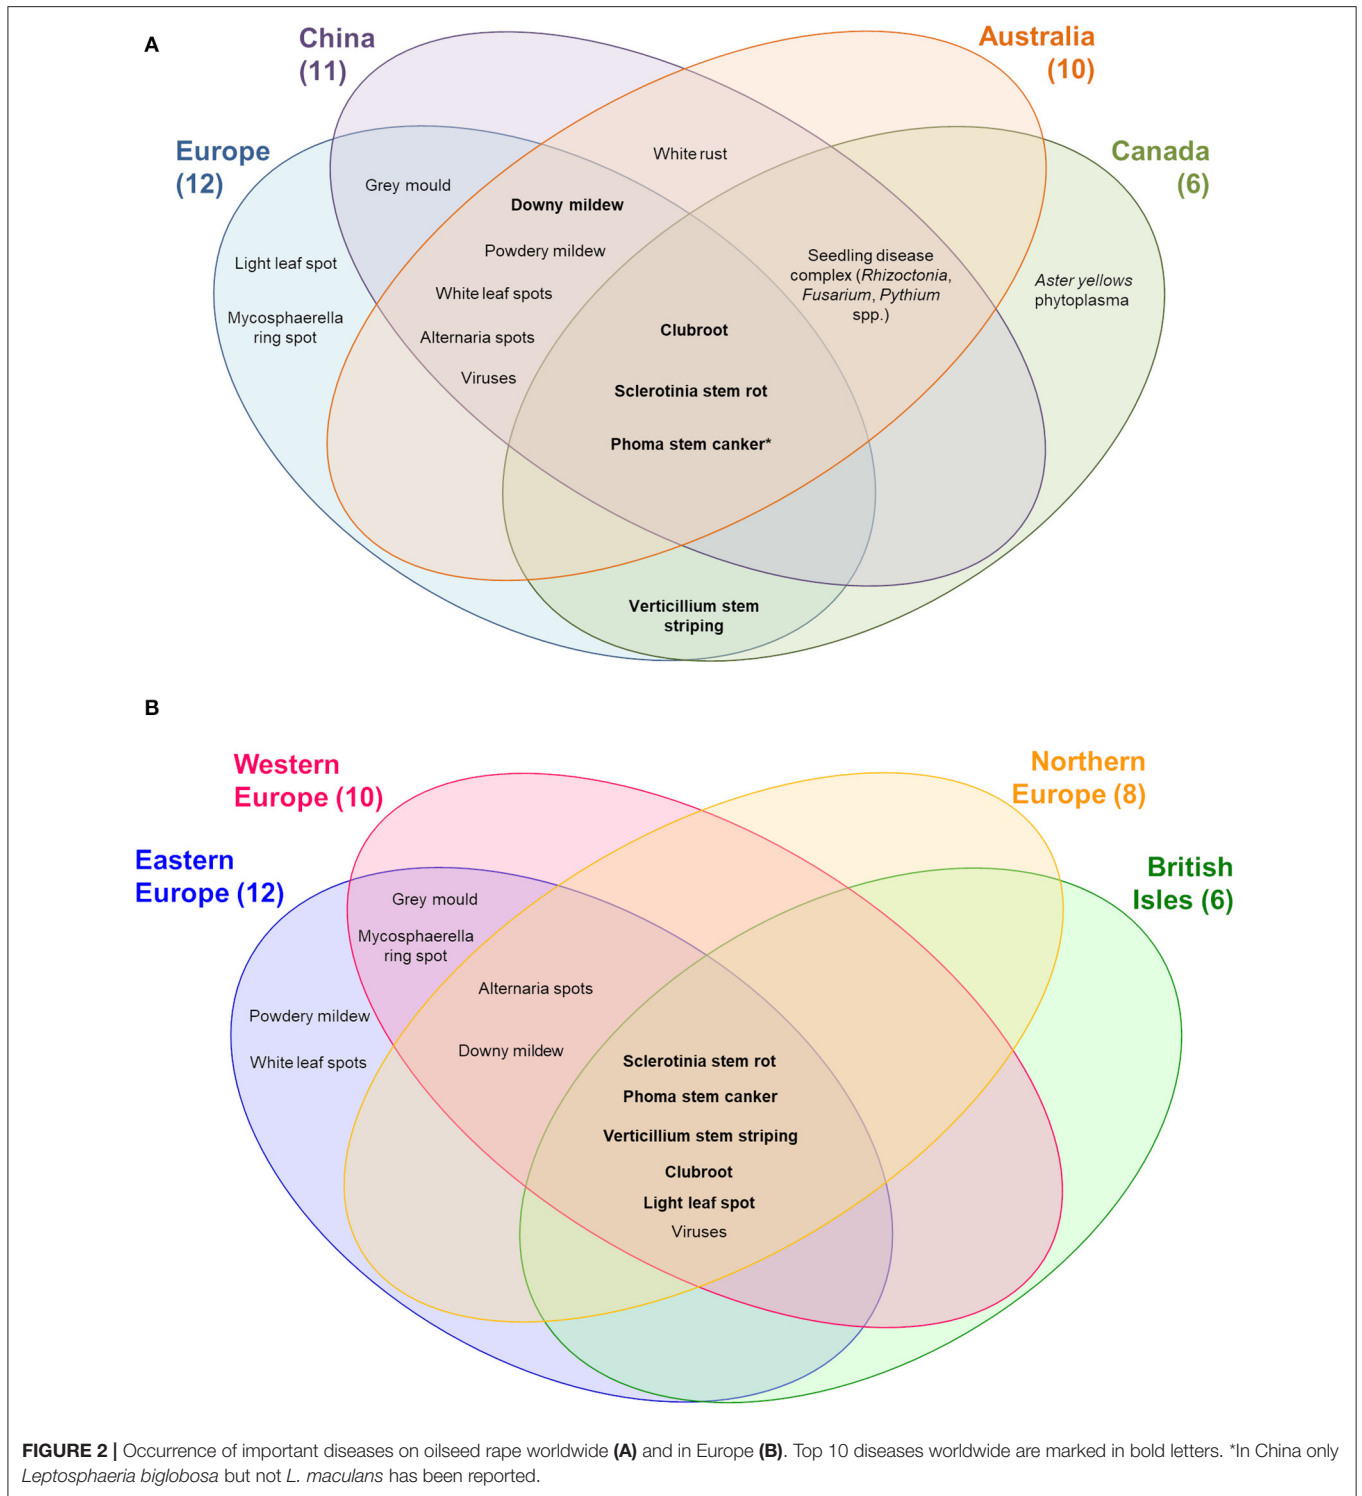 A
China
(11)
Australia
(10)
Europe
(12)
Canada
(6)
White rust
Grey mould
Downy mildew
Powdery mildew
Light leaf spot
White leaf spots
Mycosphaerella
ring spot
Alternaria spots
Viruses
Seedling disease
complex (Rhizoctonia,
Fusarium, Pythium
spp.)
Aster yellows
phytoplasma
Clubroot
Sclerotinia stem rot
Phoma stem canker*
Verticillium stem
striping
B
Western
Europe (10)
Northern
Europe (8)
Eastern
Europe (12)
British
Isles (6)
Grey mould
Mycosphaerella
ring spot
Alternaria spots
Powdery mildew
Downy mildew
White leaf spots
Sclerotinia stem rot
Phoma stem canker
Verticillium stem striping
Clubroot
Light leaf spot
Viruses
FIGURE 2 | Occurrence of important diseases on oilseed rape worldwide (A) and in Europe (B). Top 10 diseases worldwide are marked in bold letters. *In China only
Leptosphaeria biglobosa but not L. maculans has been reported.